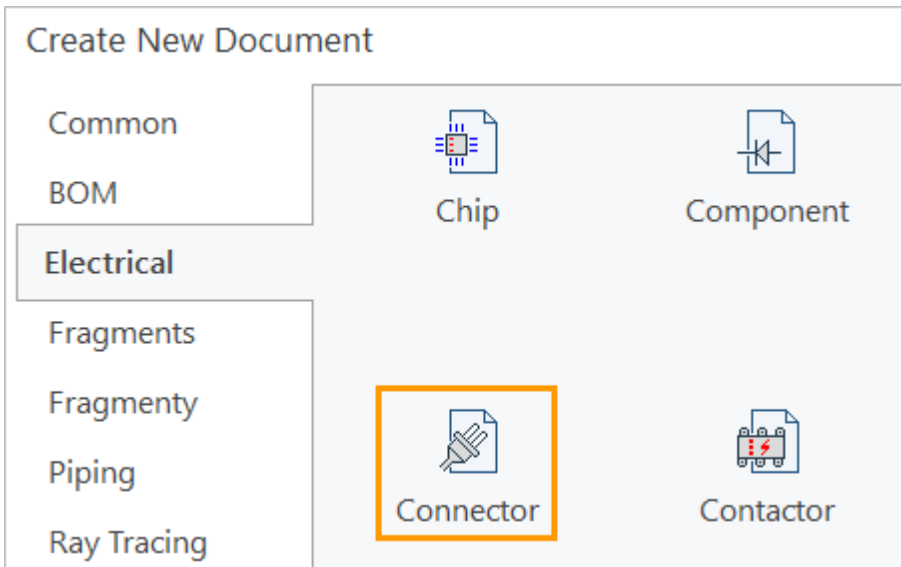 Create New Document
Common
BOM
Electrical
Fragments
Fragmenty
Piping
Ray Tracing
Chip
Component
Connector
Contactor